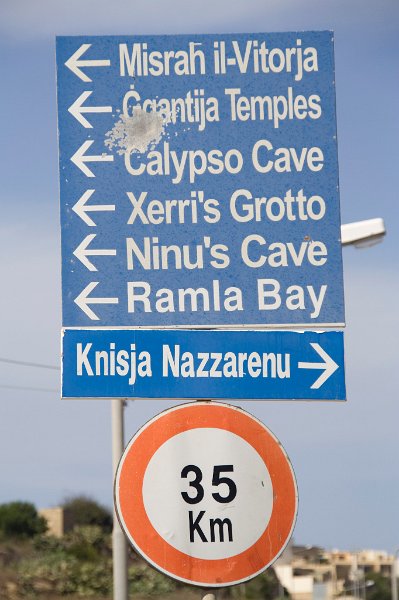 Misraħ il-Vitorja
Ġgantija Temples
Calypso Cave
Xerri's Grotto
Ninu's Cave
Ramla Bay
Knisja Nazzarenu
35
Km